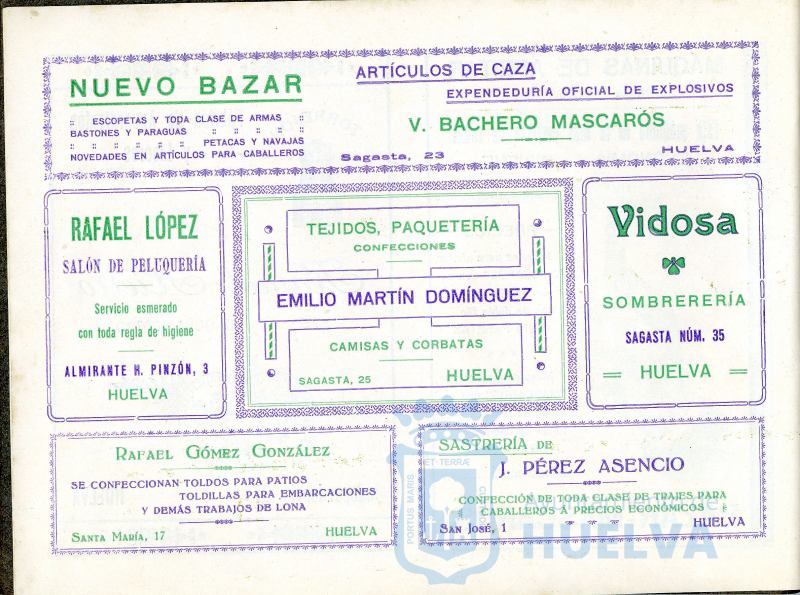 NUEVO BAZAR
ARTÍCULOS DE CAZA
EXPENDEDURÍA OFICIAL DE EXPLOSIVOS
ESCOPETAS Y TODA CLASE DE ARMAS
BASTONES Y PARAGUAS
PETACAS Y NAVAJAS
NOVEDADES EN ARTÍCULOS PARA CABALLEROS
V. BACHERO MASCARÓS
Sagasta, 23
HUELVA
RAFAEL LÓPEZ
SALÓN DE PELUQUERÍA
Servicio esmerado
con toda regla de higiene
ALMIRANTE H. PINZÓN, 3
HUELVA
TEJIDOS, PAQUETERÍA
CONFECCIONES
EMILIO MARTÍN DOMÍNGUEZ
CAMISAS Y CORBATAS
SAGASTA, 25 HUELVA
Vidosa
SOMBRERERÍA
SAGASTA NÚM. 35
HUELVA
RAFAEL GÓMEZ GONZÁLEZ
SE CONFECCIONAN TOLDOS PARA PATIOS
TOLDILLAS PARA EMBARCACIONES
Y DEMÁS TRABAJOS DE LONA
SANTA MARÍA, 17 HUELVA
SASTRERÍA DE
J. PÉREZ ASENCIO
CONFECCIÓN DE TODA CLASE DE TRAJES PARA
CABALLEROS A PRECIOS ECONÓMICOS
SAN JOSÉ, 1 HUELVA
PORTUS MARIS
ET TERRÆ
HUELVA